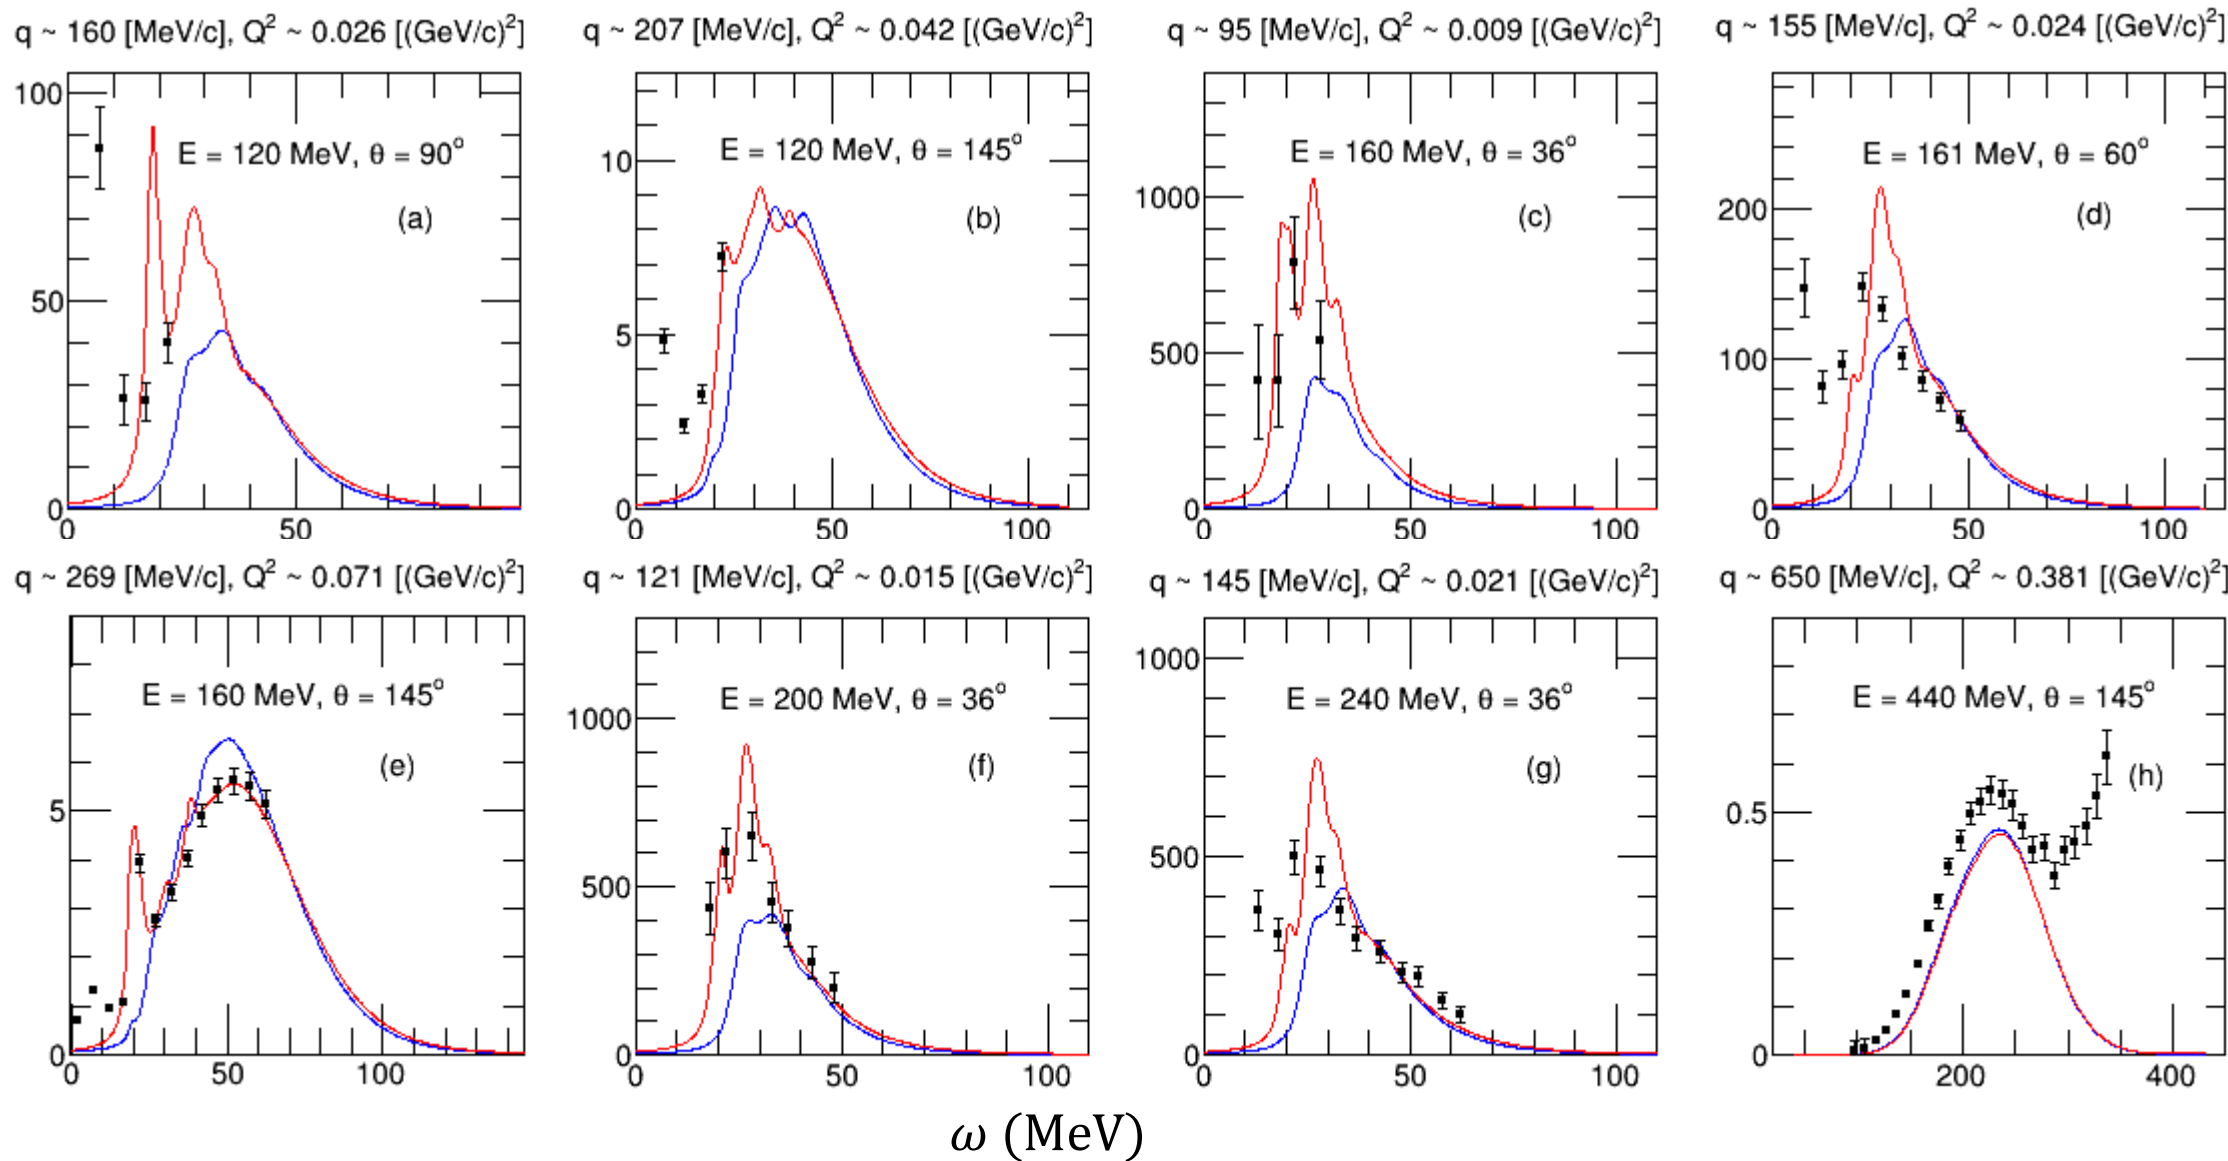 q ~ 160 [MeV/c], Q² ~ 0.026 [(GeV/c)²]
q ~ 207 [MeV/c], Q² ~ 0.042 [(GeV/c)²]
q ~ 95 [MeV/c], Q² ~ 0.009 [(GeV/c)²]
q ~ 155 [MeV/c], Q² ~ 0.024 [(GeV/c)²]
100
50
0
0
50
E = 120 MeV, θ = 90°
(a)
10
5
0
0
50
100
E = 120 MeV, θ = 145°
(b)
1000
500
0
0
50
100
E = 160 MeV, θ = 36°
(c)
200
100
0
0
50
100
E = 161 MeV, θ = 60°
(d)
q ~ 269 [MeV/c], Q² ~ 0.071 [(GeV/c)²]
q ~ 121 [MeV/c], Q² ~ 0.015 [(GeV/c)²]
q ~ 145 [MeV/c], Q² ~ 0.021 [(GeV/c)²]
q ~ 650 [MeV/c], Q² ~ 0.381 [(GeV/c)²]
5
0
0
50
100
E = 160 MeV, θ = 145°
(e)
1000
500
0
0
50
100
E = 200 MeV, θ = 36°
(f)
1000
500
0
0
50
100
E = 240 MeV, θ = 36°
(g)
0.5
0
200
400
E = 440 MeV, θ = 145°
(h)
ω (MeV)